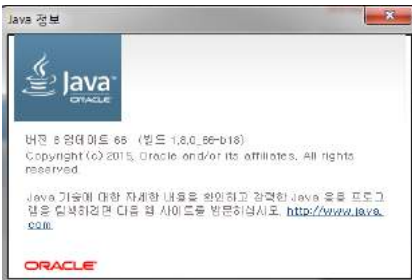 Java 정보
Java
ORACLE
버전 8 업데이트 66 (빌드 1.8.0_66-b18)
Copyright (c) 2015, Oracle and/or its affiliates. All rights
reserved.
Java 기술에 대한 자세한 내용을 확인하고 강력한 Java 응용 프로그
램을 탐색하려면 다음 웹 사이트를 방문하십시오. http://www.java.
com
ORACLE